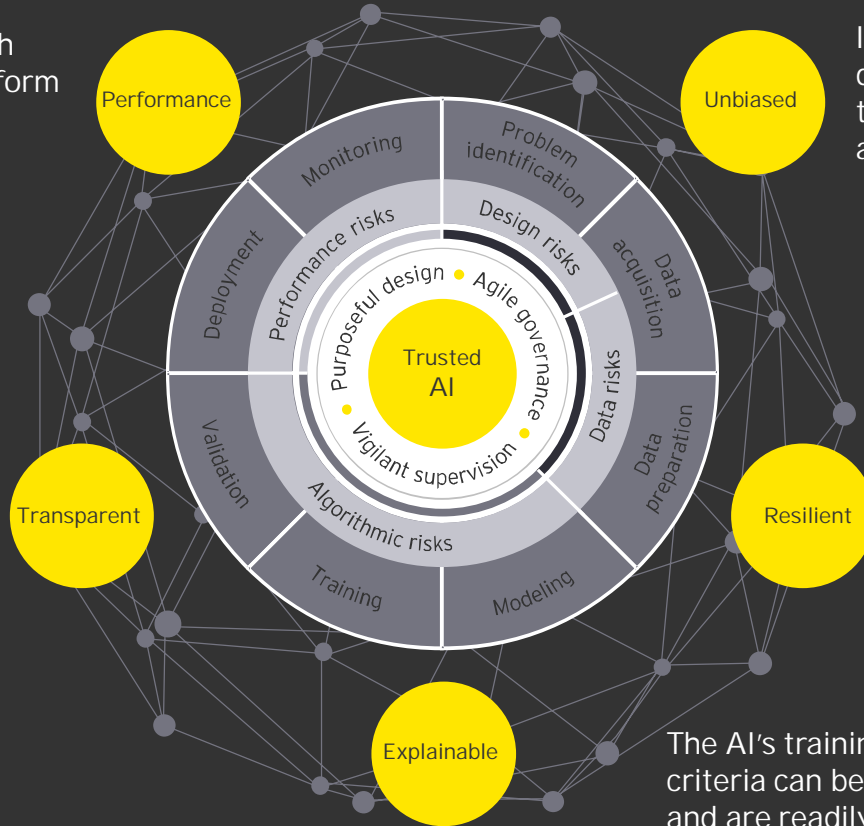 h
form
Performance
Unbiased
I
t
a
Monitoring
Problem
identification
Deployment
Performance risks
Design risks
Data
acquisition
Purposeful design
Agile governance
Vigilant supervision
Trusted
AI
Data risks
Data
preparation
Validation
Algorithmic risks
Training
Modeling
Transparent
Resilient
Explainable
The AI's trainin
criteria can be
and are readily